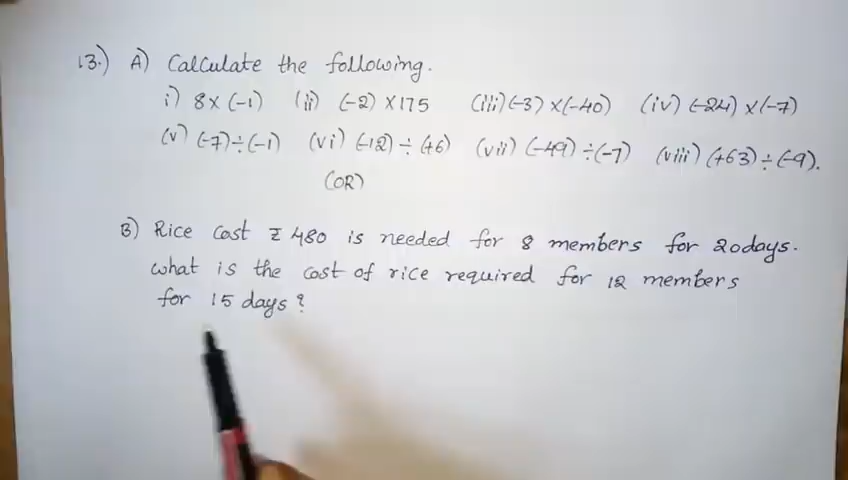 13.) A) Calculate the following.
i) 8 x (-1) (ii) (-2) x 175 (iii) (-3) x (-40) (iv) (-24) x (-7)
(v) (-7) ÷ (-1) (vi) (-12) ÷ (+6) (vii) (-49) ÷ (-7) (viii) (+63) ÷ (-9).
(OR)
B) Rice cost ₹ 480 is needed for 8 members for 20 days.
what is the cost of rice required for 12 members
for 15 days?